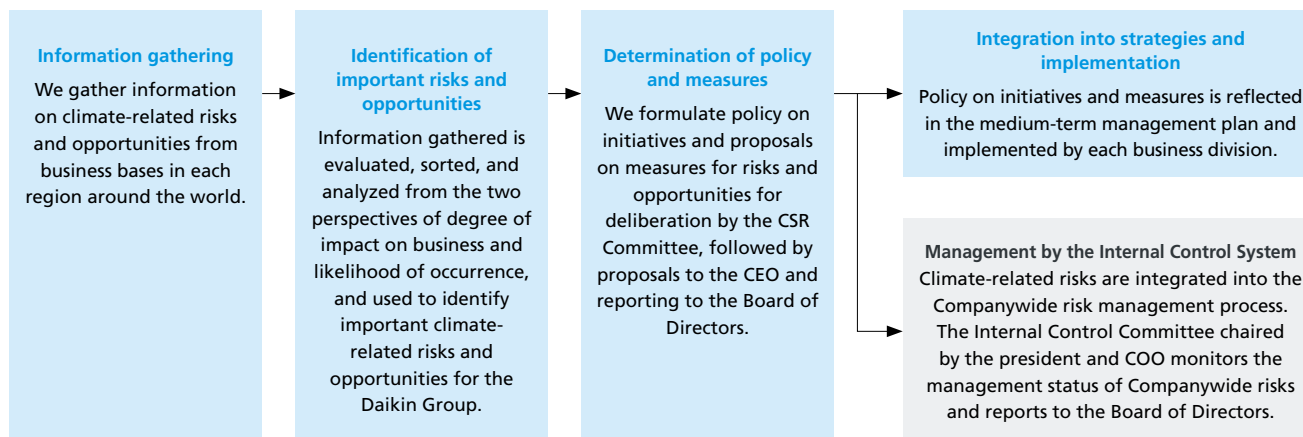 Information gathering
We gather information
on climate-related risks
and opportunities from
business bases in each
region around the world.
Identification of
important risks and
opportunities
Information gathered is
evaluated, sorted, and
analyzed from the two
perspectives of degree of
impact on business and
likelihood of occurrence,
and used to identify
important climate-
related risks and
opportunities for the
Daikin Group.
Determination of policy
and measures
We formulate policy on
initiatives and proposals
on measures for risks and
opportunities for
deliberation by the CSR
Committee, followed by
proposals to the CEO and
reporting to the Board of
Directors.
Integration into strategies and
implementation
Policy on initiatives and measures is reflected
in the medium-term management plan and
implemented by each business division.
Management by the Internal Control System
Climate-related risks are integrated into the
Companywide risk management process.
The Internal Control Committee chaired
by the president and COO monitors the
management status of Companywide risks
and reports to the Board of Directors.